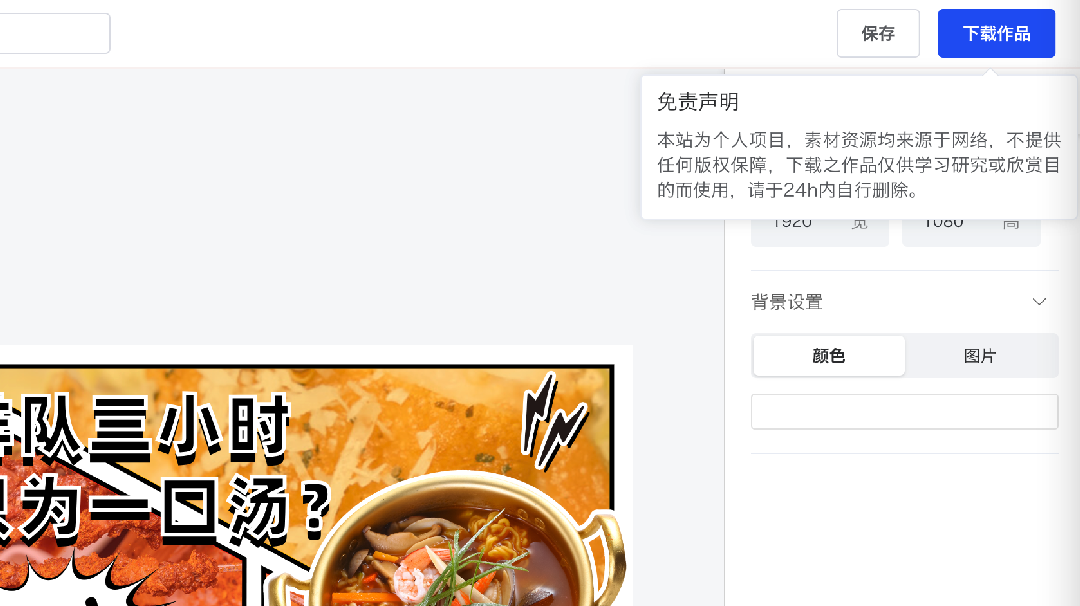 保存
下载作品
免责声明
本站为个人项目，素材资源均来源于网络，不提供
任何版权保障，下载之作品仅供学习研究或欣赏目
的而使用，请于24h内自行删除。
1920 宽 1080 高
背景设置
颜色 图片
队三小时
只为一口汤？